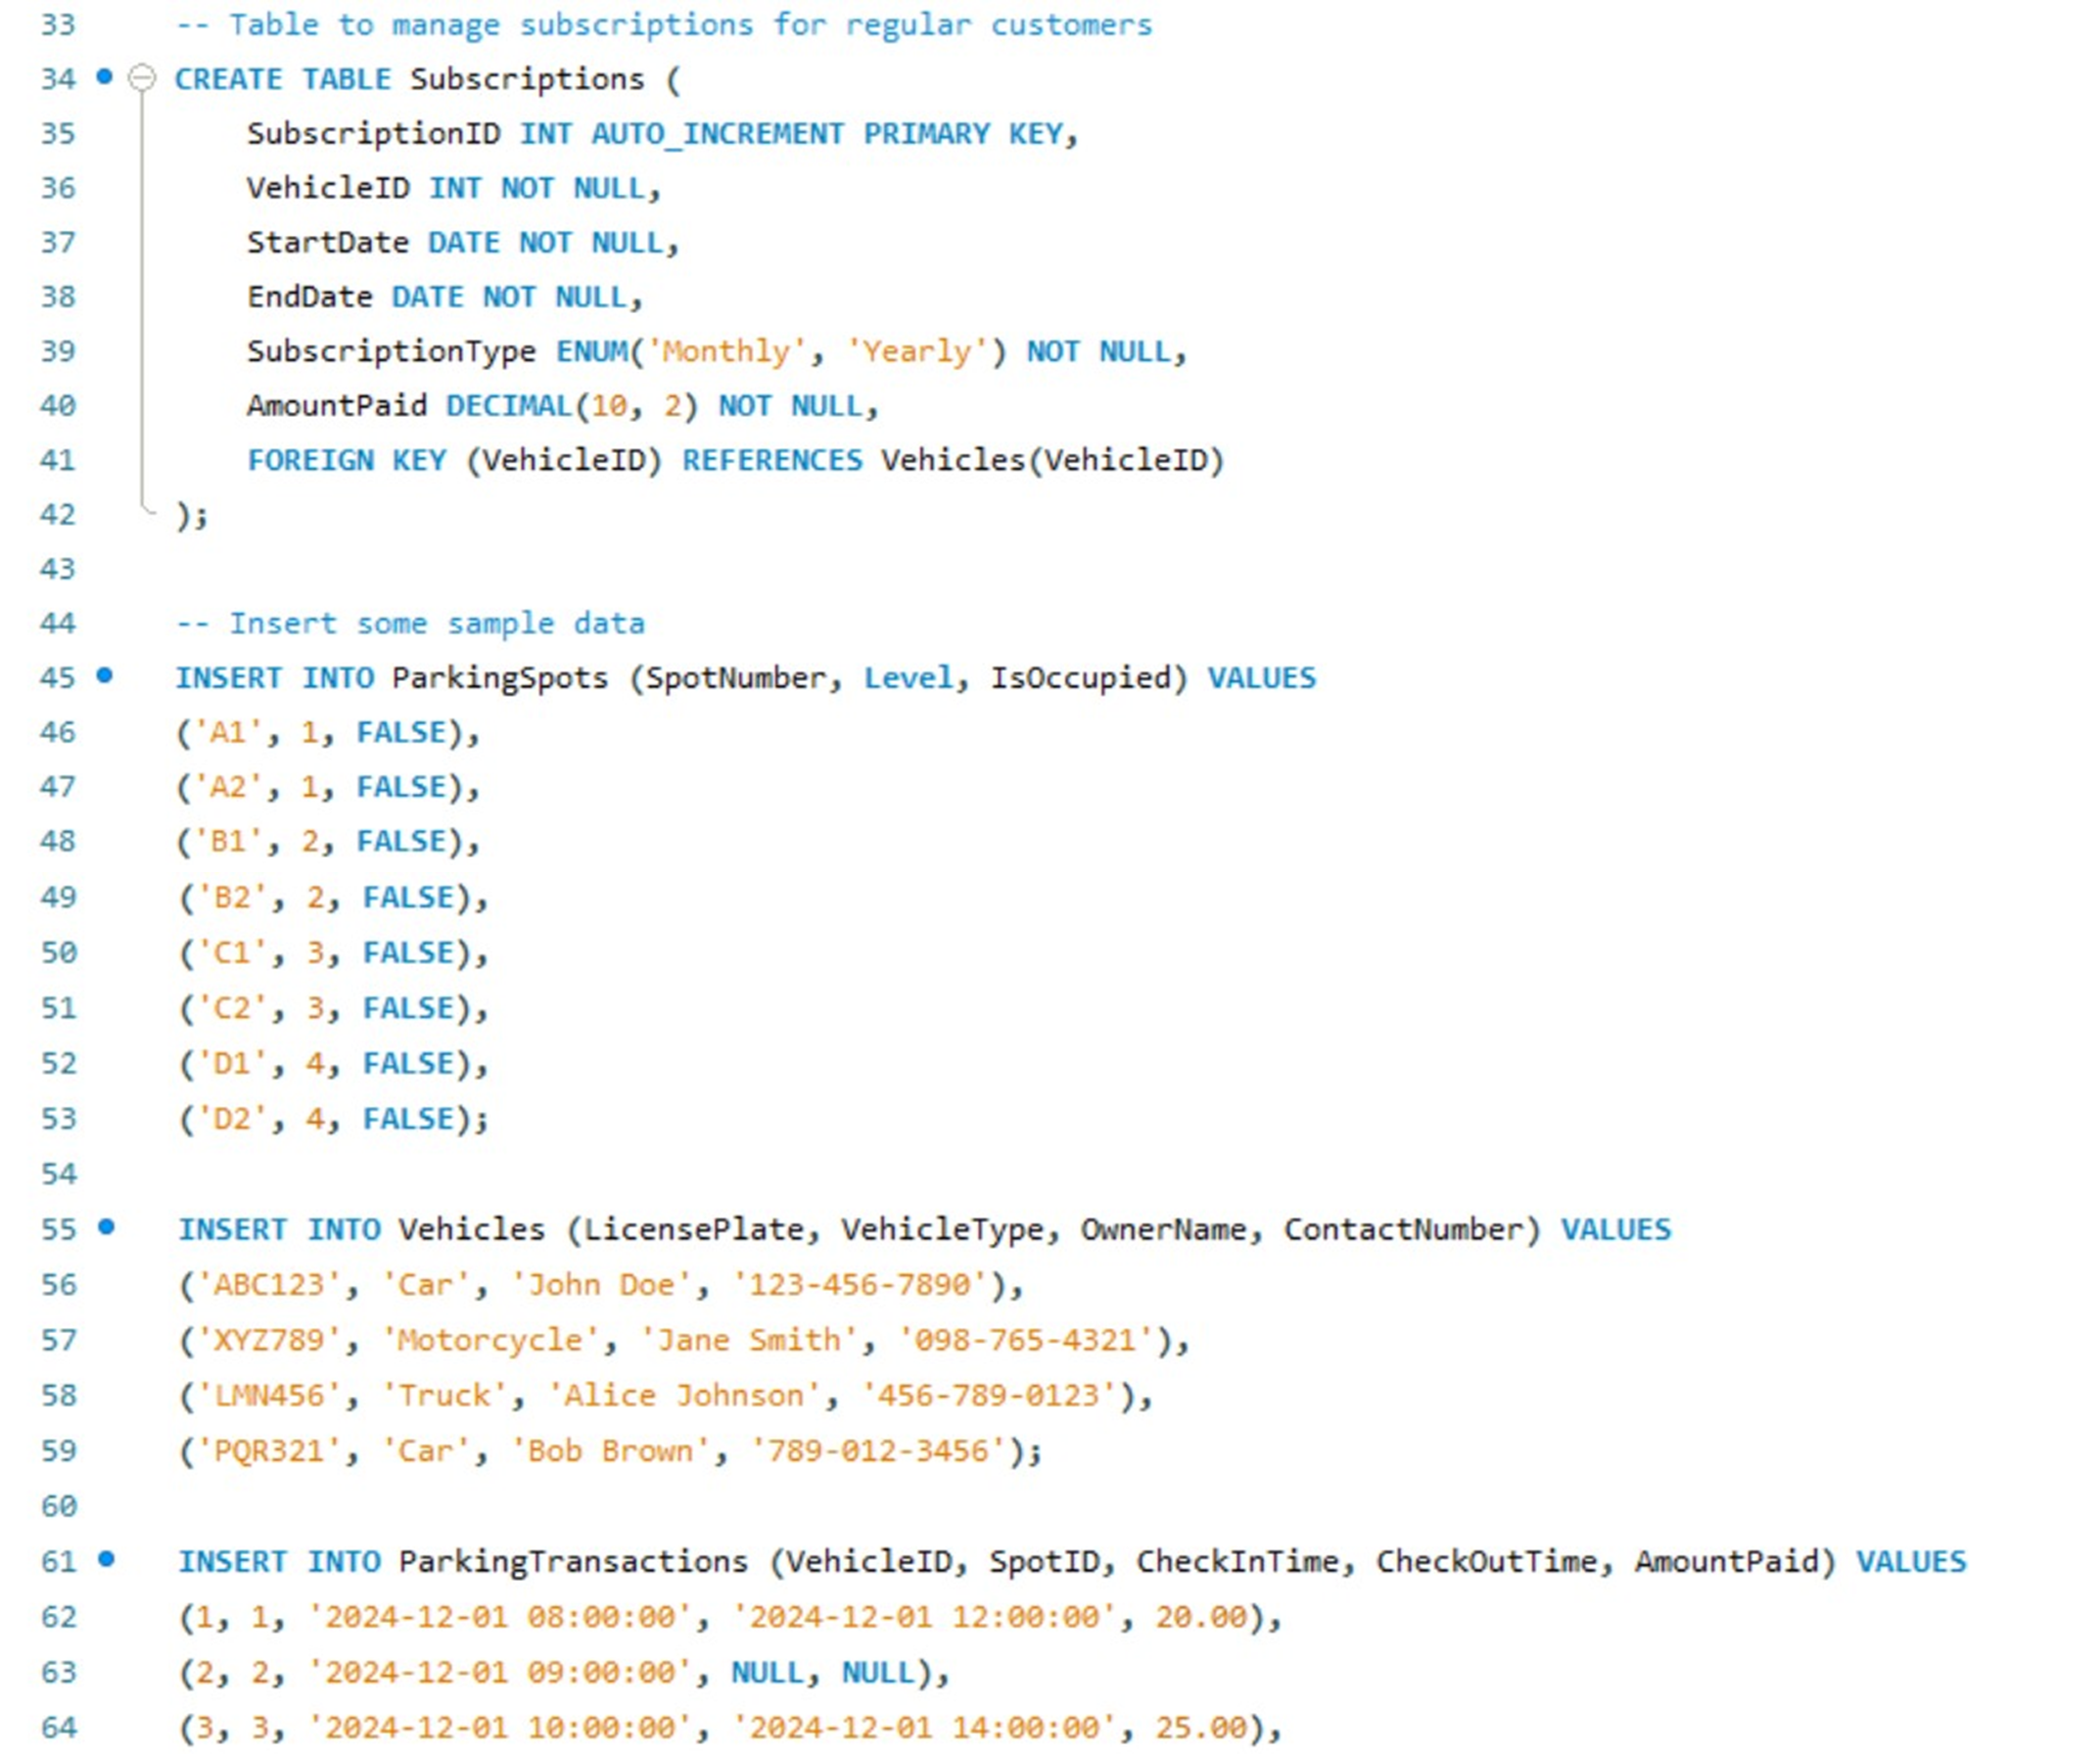 33 -- Table to manage subscriptions for regular customers
34 CREATE TABLE Subscriptions (
35 SubscriptionID INT AUTO_INCREMENT PRIMARY KEY,
36 VehicleID INT NOT NULL,
37 StartDate DATE NOT NULL,
38 EndDate DATE NOT NULL,
39 SubscriptionType ENUM('Monthly', 'Yearly') NOT NULL,
40 AmountPaid DECIMAL(10, 2) NOT NULL,
41 FOREIGN KEY (VehicleID) REFERENCES Vehicles(VehicleID)
42 );
43
44 -- Insert some sample data
45 INSERT INTO ParkingSpots (SpotNumber, Level, IsOccupied) VALUES
46 ('A1', 1, FALSE),
47 ('A2', 1, FALSE),
48 ('B1', 2, FALSE),
49 ('B2', 2, FALSE),
50 ('C1', 3, FALSE),
51 ('C2', 3, FALSE),
52 ('D1', 4, FALSE),
53 ('D2', 4, FALSE);
54
55 INSERT INTO Vehicles (LicensePlate, VehicleType, OwnerName, ContactNumber) VALUES
56 ('ABC123', 'Car', 'John Doe', '123-456-7890'),
57 ('XYZ789', 'Motorcycle', 'Jane Smith', '098-765-4321'),
58 ('LMN456', 'Truck', 'Alice Johnson', '456-789-0123'),
59 ('PQR321', 'Car', 'Bob Brown', '789-012-3456');
60
61 INSERT INTO ParkingTransactions (VehicleID, SpotID, CheckInTime, CheckOutTime, AmountPaid) VALUES
62 (1, 1, '2024-12-01 08:00:00', '2024-12-01 12:00:00', 20.00),
63 (2, 2, '2024-12-01 09:00:00', NULL, NULL),
64 (3, 3, '2024-12-01 10:00:00', '2024-12-01 14:00:00', 25.00),